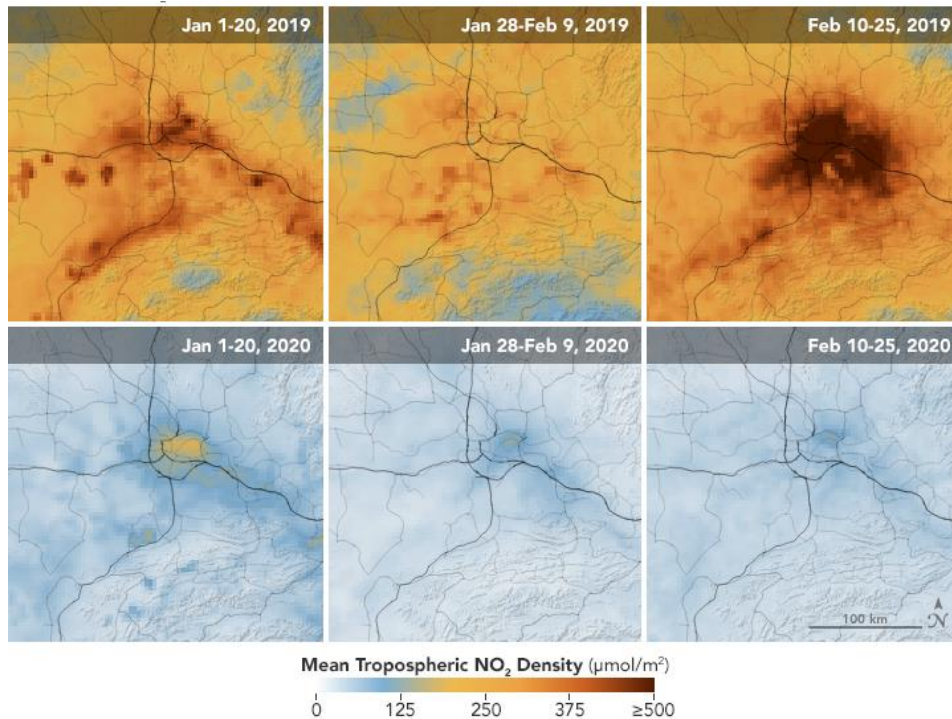 Jan 1-20, 2019
Jan 28-Feb 9, 2019
Feb 10-25, 2019
Jan 1-20, 2020
Jan 28-Feb 9, 2020
Feb 10-25, 2020
100 km
N
Mean Tropospheric NO₂ Density (µmol/m²)
0 125 250 375 ≥500